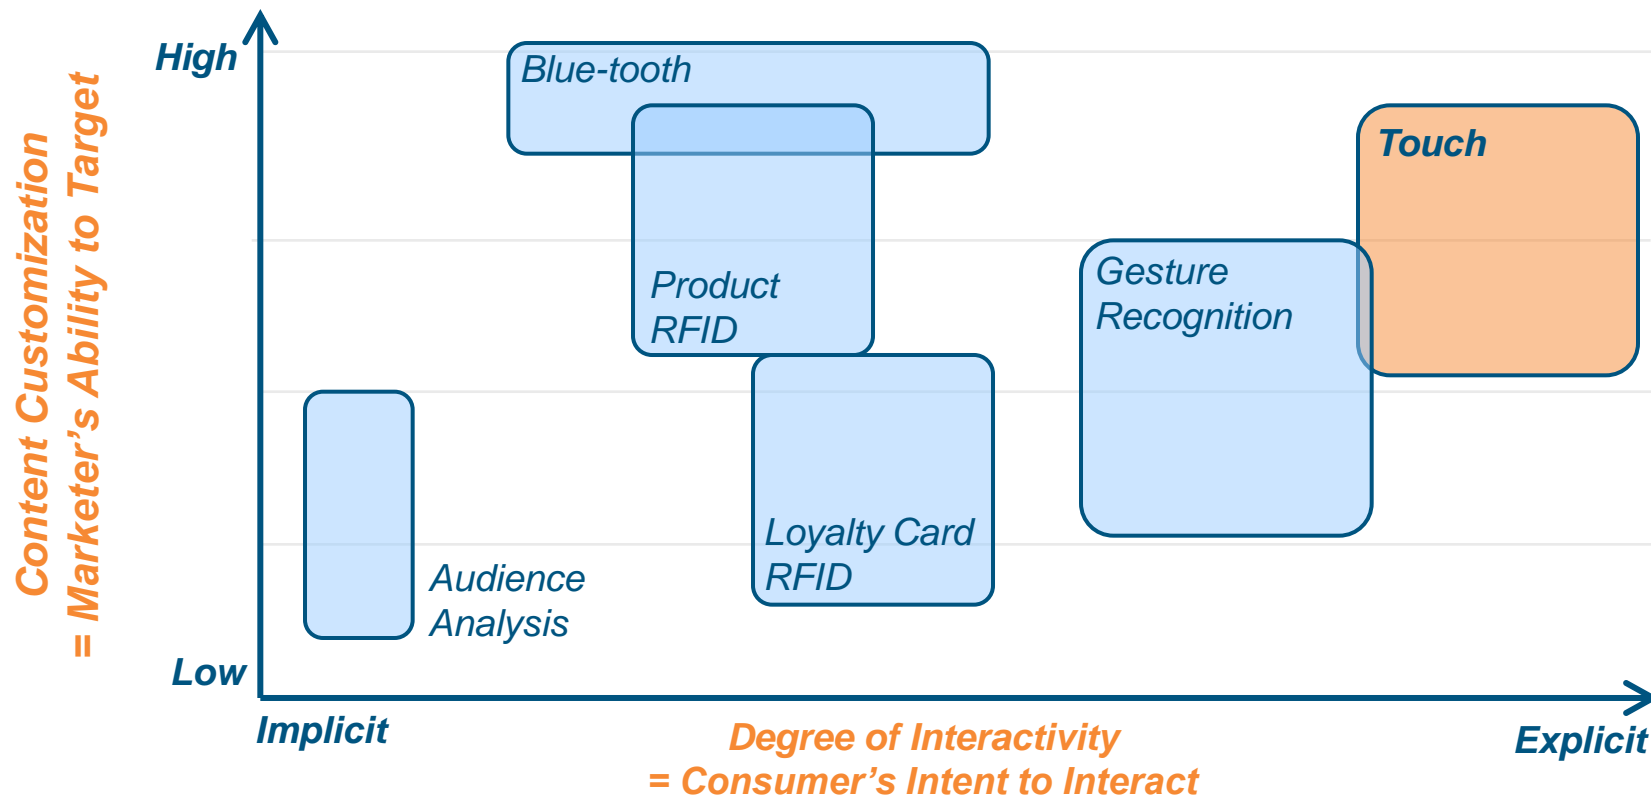 High
Content Customization
= Marketer’s Ability to Target
Blue-tooth
Touch
Product
RFID
Gesture
Recognition
Loyalty Card
RFID
Audience
Analysis
Low
Implicit
Degree of Interactivity
= Consumer’s Intent to Interact
Explicit